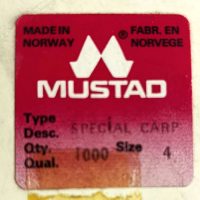 MADE IN FABR. EN
NORWAY NORVEGE
MUSTAD
Type
Desc. SPECIAL CARP
Qty. 1000 Size 4
Qual.